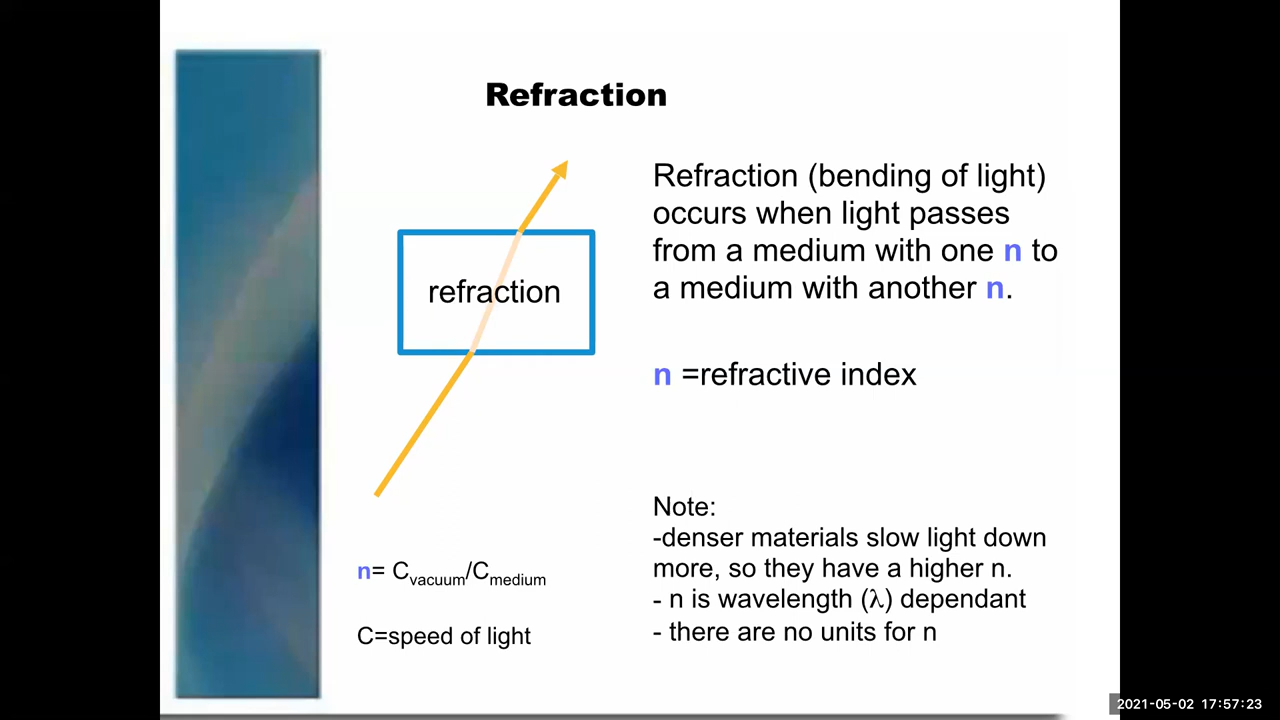 Refraction
Refraction (bending of light)
occurs when light passes
from a medium with one n to
a medium with another n.
refraction
n =refractive index
Note:
-denser materials slow light down
more, so they have a higher n.
- n is wavelength (λ) dependant
- there are no units for n
n= Cvacuum/Cmedium
C=speed of light
2021-05-02 17:57:23